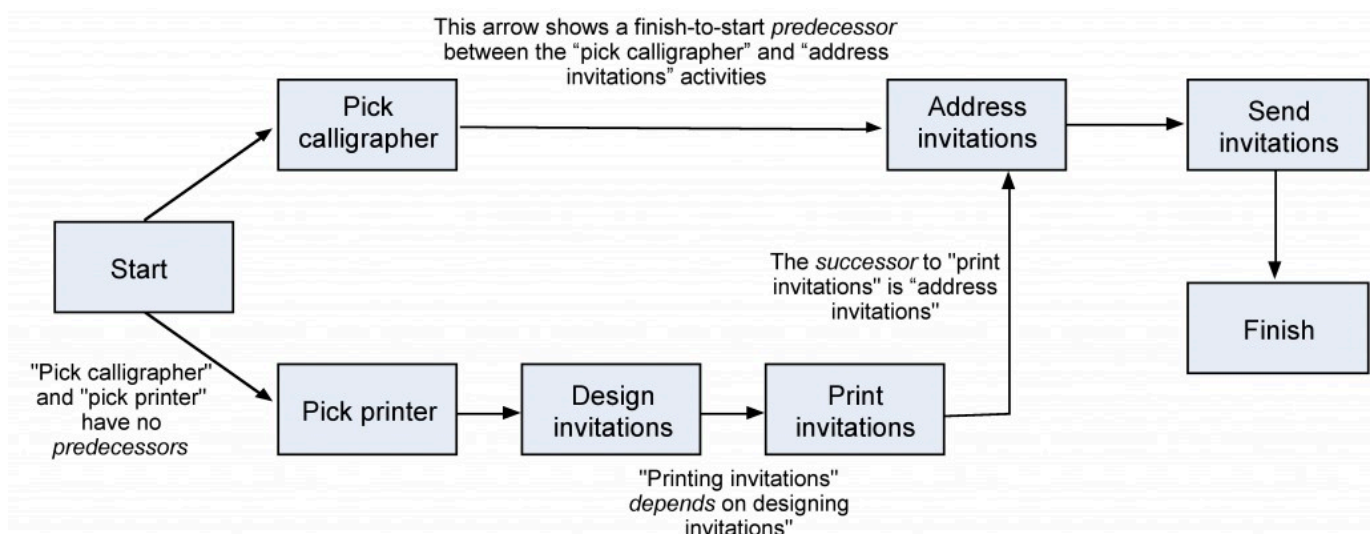 This arrow shows a finish-to-start predecessor
between the “pick calligrapher” and “address
invitations” activities
Pick
calligrapher
Address
invitations
Send
invitations
Start
The successor to "print
invitations" is “address
invitations"
Finish
"Pick calligrapher"
and "pick printer"
have no
predecessors
Pick printer
Design
invitations
Print
invitations
"Printing invitations"
depends on designing
invitations"